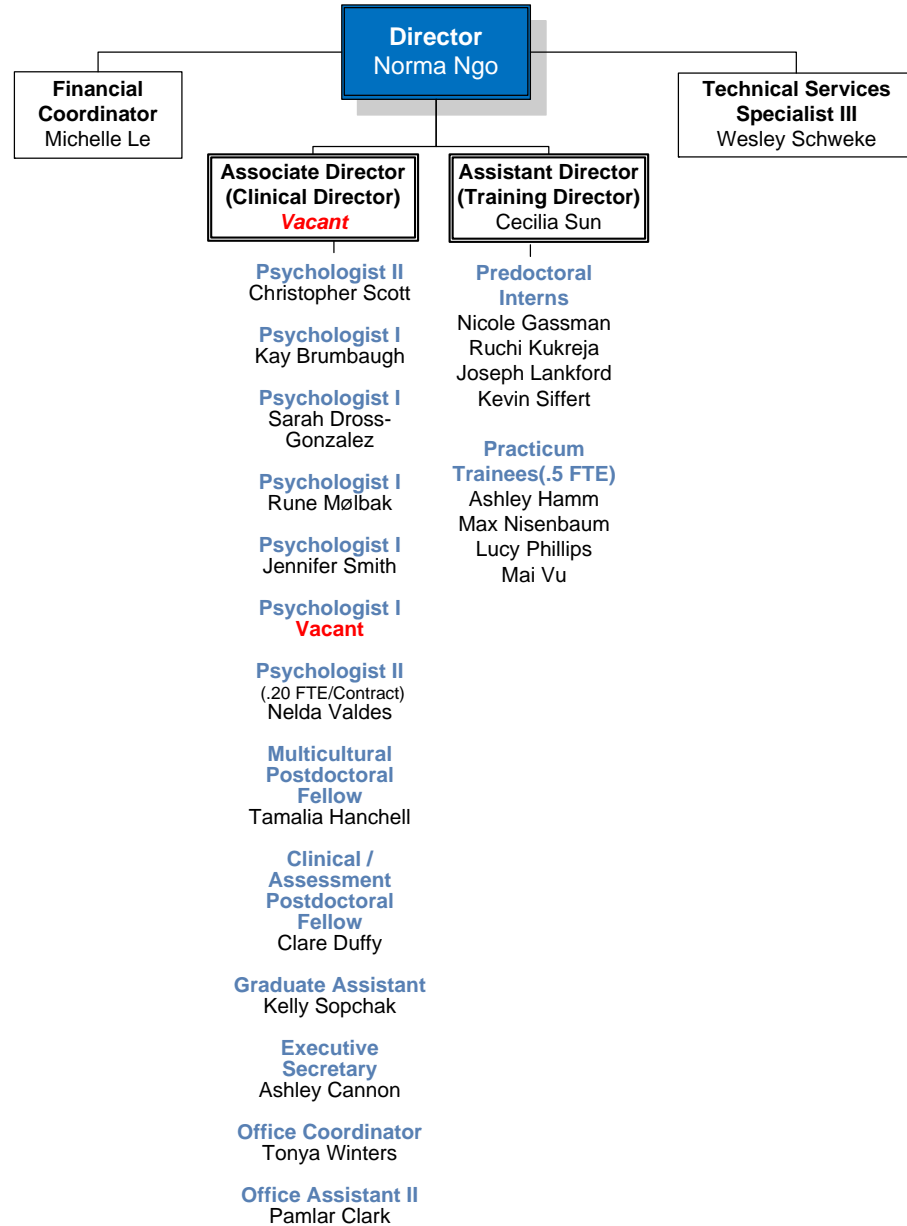 Director
Norma Ngo
Financial
Coordinator
Michelle Le
Technical Services
Specialist III
Wesley Schweke
Associate Director
(Clinical Director)
Vacant
Assistant Director
(Training Director)
Cecilia Sun
Psychologist II
Christopher Scott
Psychologist I
Kay Brumbaugh
Psychologist I
Sarah Dross-
Gonzalez
Psychologist I
Rune Mølbak
Psychologist I
Jennifer Smith
Psychologist I
Vacant
Psychologist II
(.20 FTE/Contract)
Nelda Valdes
Multicultural
Postdoctoral
Fellow
Tamalia Hanchell
Clinical /
Assessment
Postdoctoral
Fellow
Clare Duffy
Graduate Assistant
Kelly Sopchak
Executive
Secretary
Ashley Cannon
Office Coordinator
Tonya Winters
Office Assistant II
Pamlar Clark
Predoctoral
Interns
Nicole Gassman
Ruchi Kukreja
Joseph Lankford
Kevin Siffert
Practicum
Trainees(.5 FTE)
Ashley Hamm
Max Nisenbaum
Lucy Phillips
Mai Vu